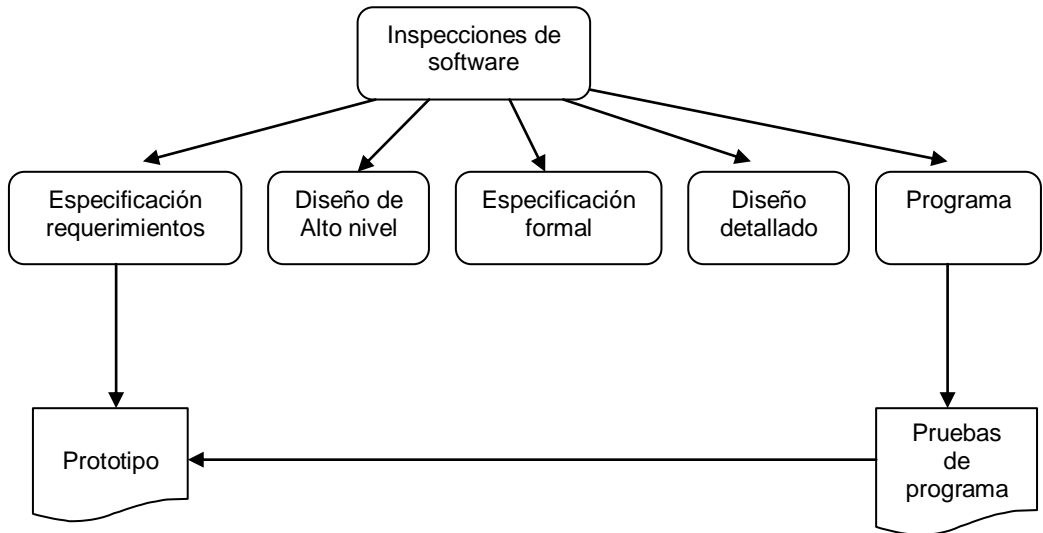 Inspecciones de
software
Especificación
requerimientos
Diseño de
Alto nivel
Especificación
formal
Diseño
detallado
Programa
Prototipo
Pruebas
de
programa